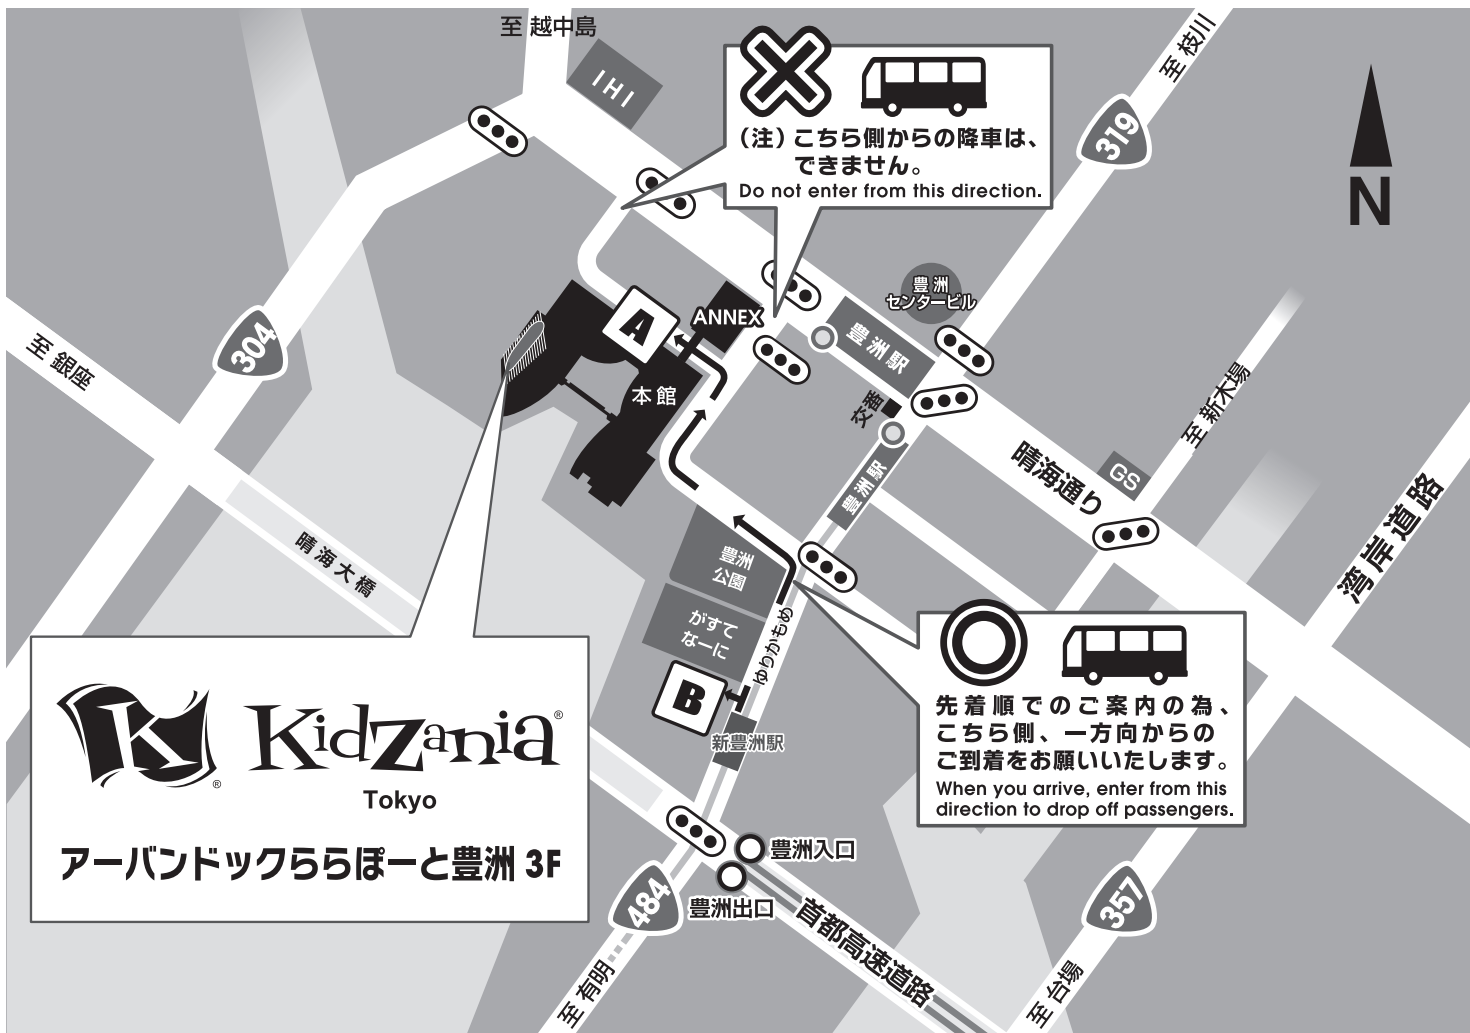 至 越中島
IHI
(注)こちら側からの降車は、
できません。
Do not enter from this direction.
至 枝川
319
N
豊洲
センタービル
ANNEX
A
304
至 銀座
豊洲駅
本館
交番
至 新木場
晴海通り
GS
豊洲駅
湾岸道路
晴海大橋
豊洲
公園
がすて
なーに
ゆりかもめ
B
新豊洲駅
先着順でのご案内の為、
こちら側、一方向からの
ご到着をお願いいたします。
When you arrive, enter from this
direction to drop off passengers.
K
®
KidZania®
Tokyo
アーバンドックららぽーと豊洲 3F
豊洲入口
豊洲出口
484
首都高速道路
357
至 有明
至 台場